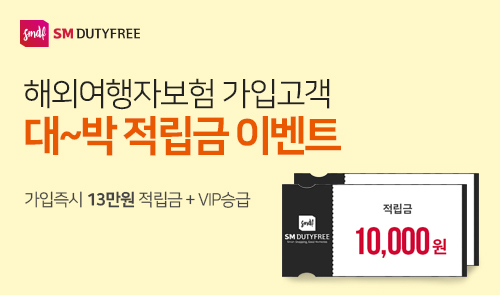 smdf SM DUTYFREE
해외여행자보험 가입고객
대~박 적립금 이벤트
가입즉시 13만원 적립금 + VIP승급
smdf
SM DUTYFREE
적립금
10,000원